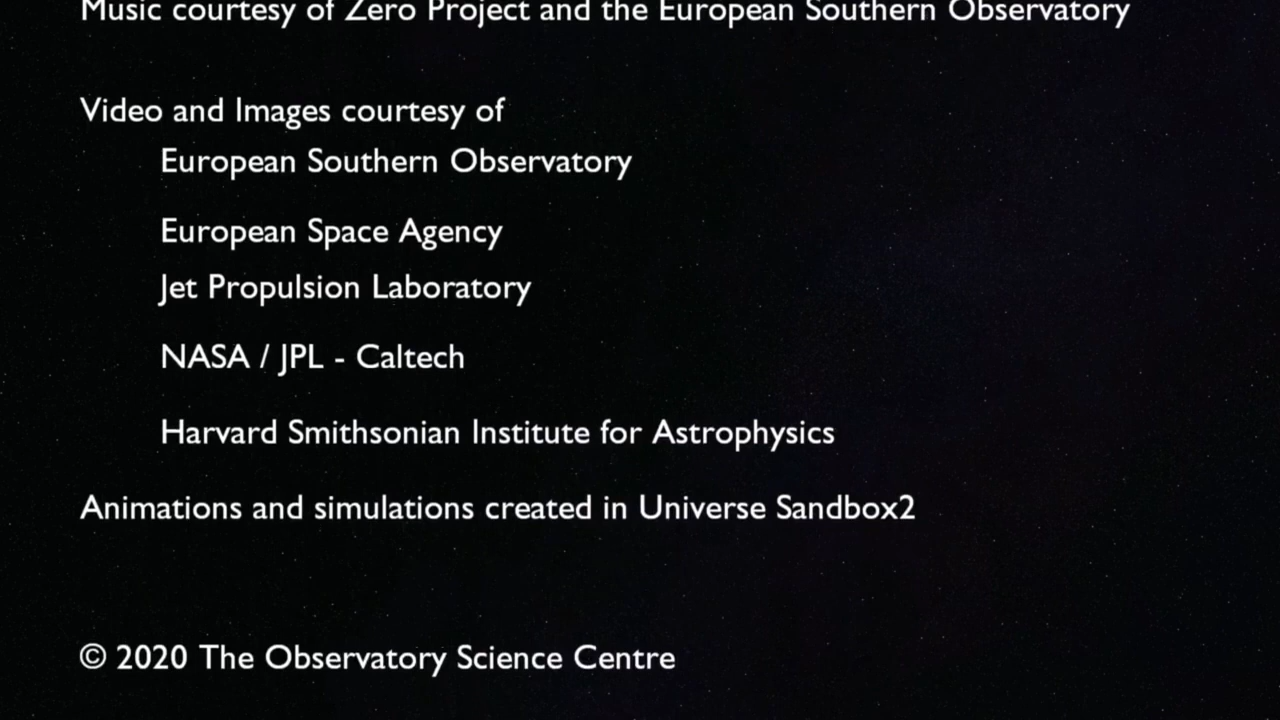 Music courtesy of Zero Project and the European Southern Observatory
Video and Images courtesy of
European Southern Observatory
European Space Agency
Jet Propulsion Laboratory
NASA / JPL - Caltech
Harvard Smithsonian Institute for Astrophysics
Animations and simulations created in Universe Sandbox2
© 2020 The Observatory Science Centre